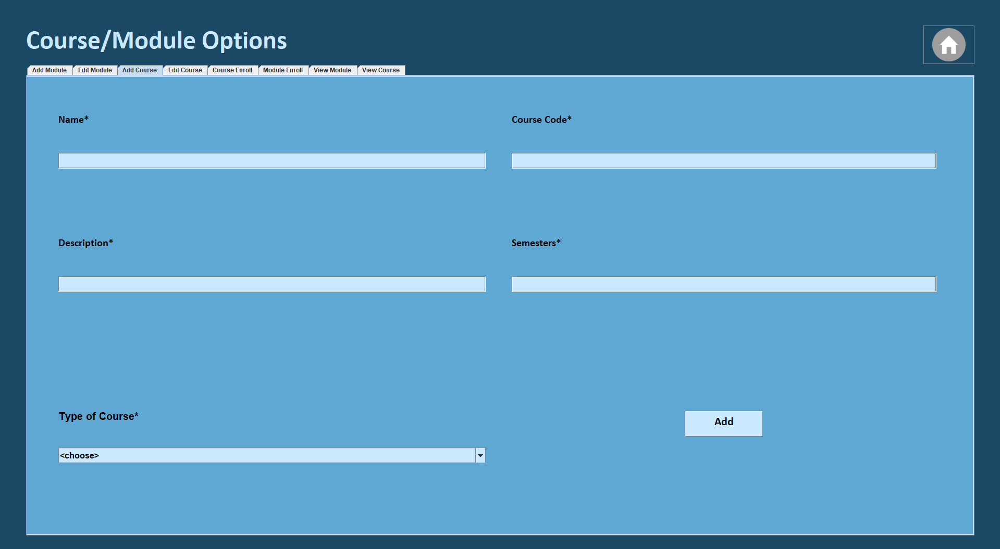 Course/Module Options
Add Module Edit Module Add Course Edit Course Course Enroll Module Enroll View Module View Course
Name* Course Code*
Description* Semesters*
Type of Course*
Add
<choose>